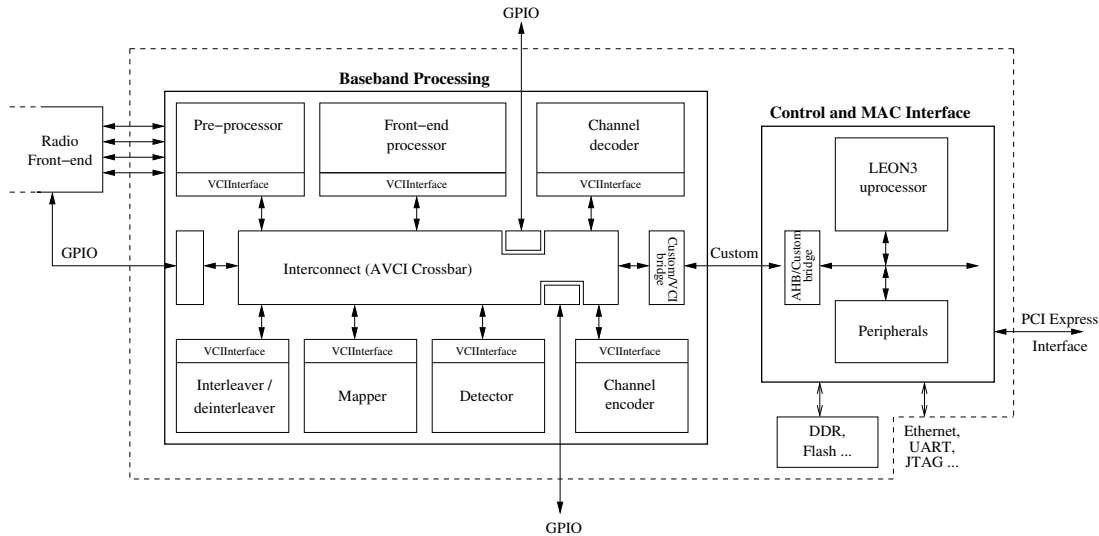 GPIO
Baseband Processing
Control and MAC Interface
Radio
Front-end
Pre-processor
VCIInterface
Front-end
processor
VCIInterface
Channel
decoder
VCIInterface
LEON3
uprocessor
GPIO
Interconnect (AVCI Crossbar)
Custom/VCI
bridge
Custom
AHB/Custom
bridge
Peripherals
PCI Express
Interface
VCIInterface
Interleaver /
deinterleaver
VCIInterface
Mapper
VCIInterface
Detector
VCIInterface
Channel
encoder
DDR,
Flash ...
Ethernet,
UART,
JTAG ...
GPIO